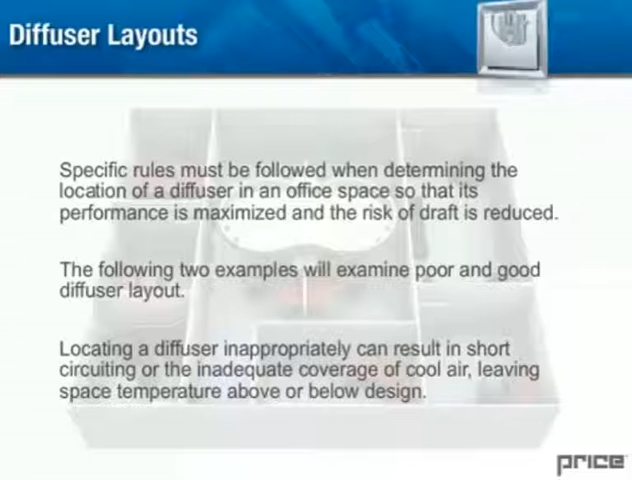 Diffuser Layouts
Specific rules must be followed when determining the
location of a diffuser in an office space so that its
performance is maximized and the risk of draft is reduced.
The following two examples will examine poor and good
diffuser layout.
Locating a diffuser inappropriately can result in short
circuiting or the inadequate coverage of cool air, leaving
space temperature above or below design.
price